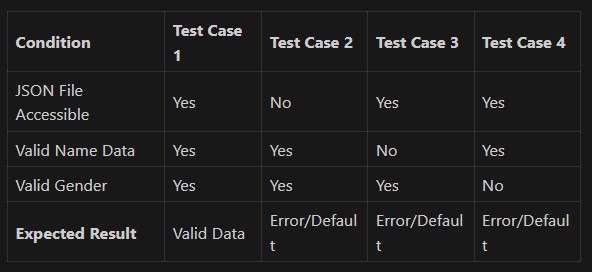 Condition Test Case 1 Test Case 2 Test Case 3 Test Case 4
JSON File Accessible Yes No Yes Yes
Valid Name Data Yes Yes No Yes
Valid Gender Yes Yes Yes No
Expected Result Valid Data Error/Default Error/Default Error/Default